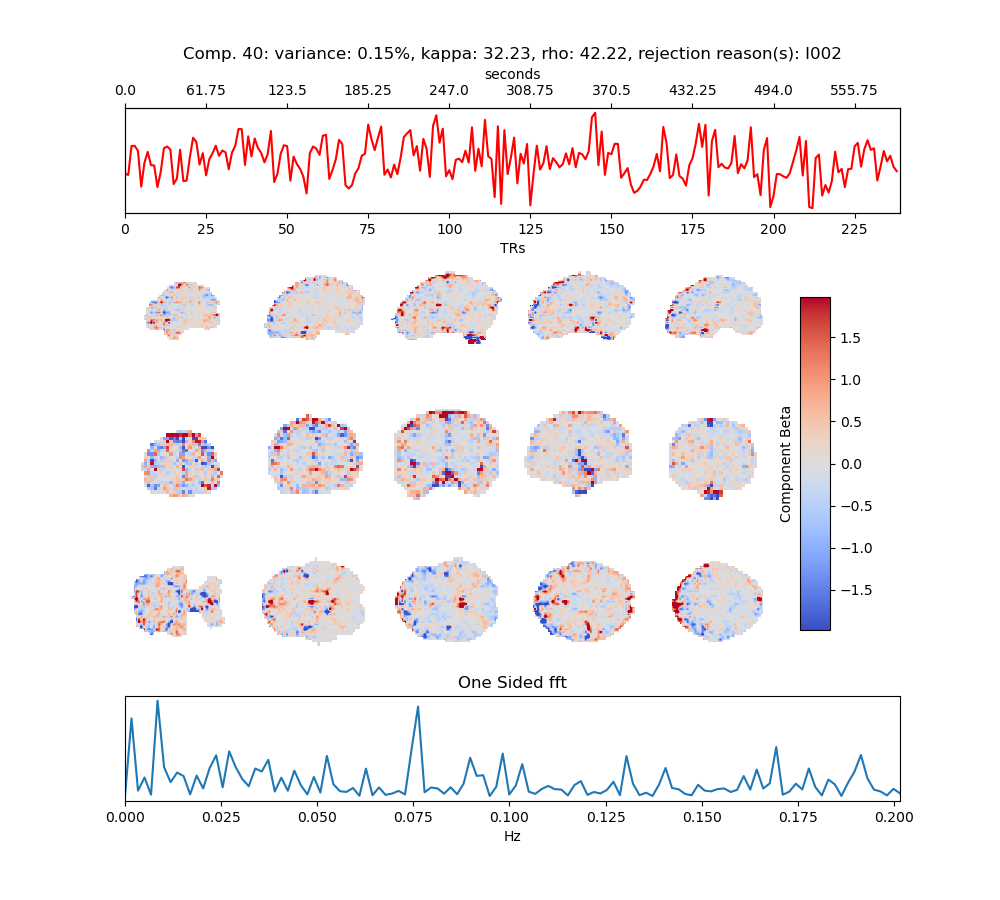 Comp. 40: variance: 0.15%, kappa: 32.23, rho: 42.22, rejection reason(s): I002
seconds
0.0 61.75 123.5 185.25 247.0 308.75 370.5 432.25 494.0 555.75
0 25 50 75 100 125 150 175 200 225
TRs
1.5
1.0
0.5
0.0
−0.5
−1.0
−1.5
Component Beta
One Sided fft
0.000 0.025 0.050 0.075 0.100 0.125 0.150 0.175 0.200
Hz